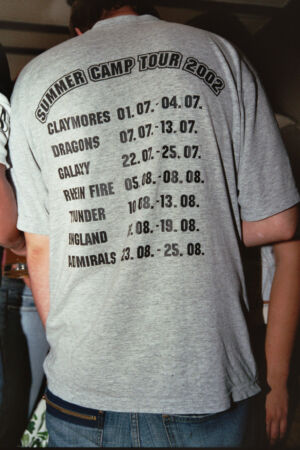 SUMMER CAMP TOUR 2002
CLAYMORES 01. 07. - 04. 07.
DRAGONS 07. 07. - 13. 07.
GALAXY 22. 07. - 25. 07.
RHEIN FIRE 05. 08. - 08. 08.
THUNDER 10 08. - 13. 08.
ENGLAND 08. - 19. 08.
ADMIRALS 23. 08. - 25. 08.